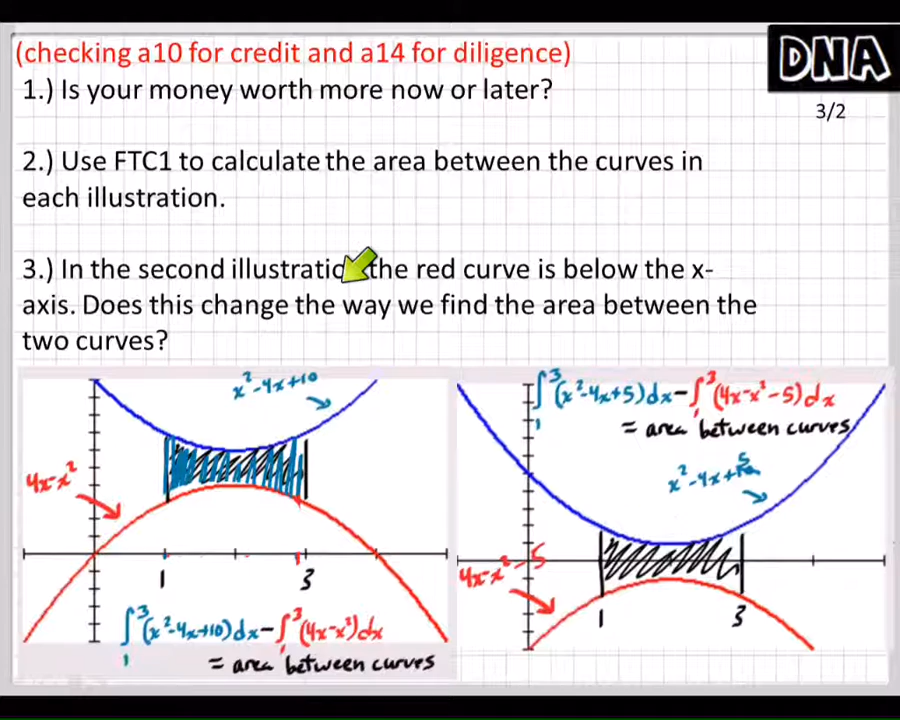 (checking a10 for credit and a14 for diligence)
DNA
1.) Is your money worth more now or later?
3/2
2.) Use FTC1 to calculate the area between the curves in
each illustration.
3.) In the second illustratio the red curve is below the x-
axis. Does this change the way we find the area between the
two curves?
x²-4x+10
4x-x²
1
3
∫₁³(x²-4x+10)dx-∫₁³(4x-x²)dx
= area between curves
∫₁³(x²-4x+5)dx-∫₁³(4x-x²-5)dx
= area between curves
x²-4x+5
4x-x²-5
1
3